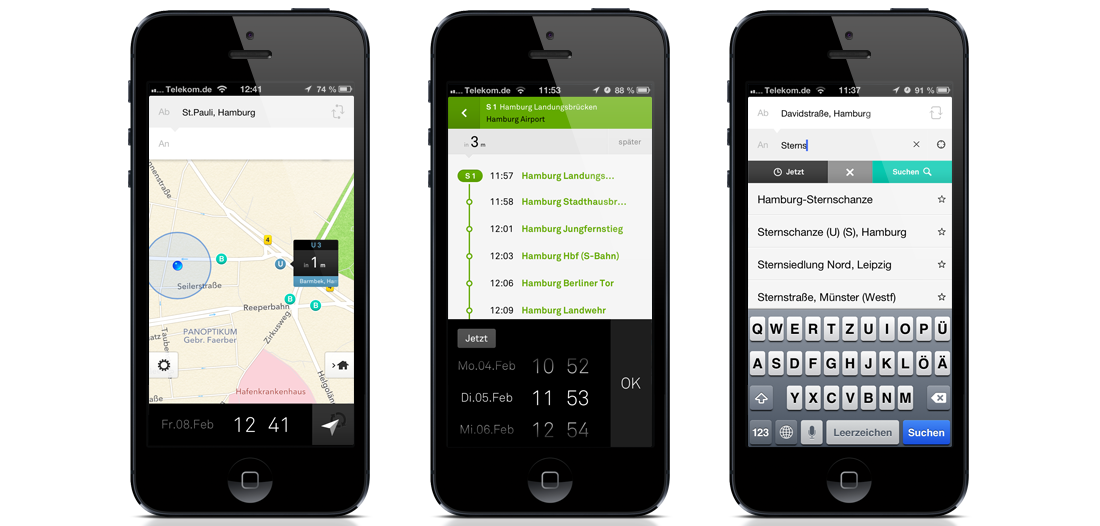 Telekom.de 12:41 74 %
Ab St.Pauli, Hamburg
An
4
U 3
in 1 m
Barmbek, Ha
B
U
Seilerstraße
B
Reeperbahn
B
PANOPTIKUM
Gebr. Faerber
Zirkusweg
Hafenkrankenhaus
Helgolän
Fr.08.Feb 12 41
Telekom.de 11:53 88 %
S 1 Hamburg Landungsbrücken
Hamburg Airport
in 3 m später
S 1 11:57 Hamburg Landungs...
11:58 Hamburg Stadthausbr...
12:01 Hamburg Jungfernstieg
12:03 Hamburg Hbf (S-Bahn)
12:06 Hamburg Berliner Tor
12:09 Hamburg Landwehr
Jetzt
Mo.04.Feb 10 52
Di.05.Feb 11 53 OK
Mi.06.Feb 12 54
Telekom.de 11:37 91 %
Ab Davidstraße, Hamburg
An Sterns
Jetzt Suchen
Hamburg-Sternschanze
Sternschanze (U) (S), Hamburg
Sternsiedlung Nord, Leipzig
Sternstraße, Münster (Westf)
Q W E R T Z U I O P Ü
A S D F G H J K L Ö Ä
Y X C V B N M
123 Leerzeichen Suchen